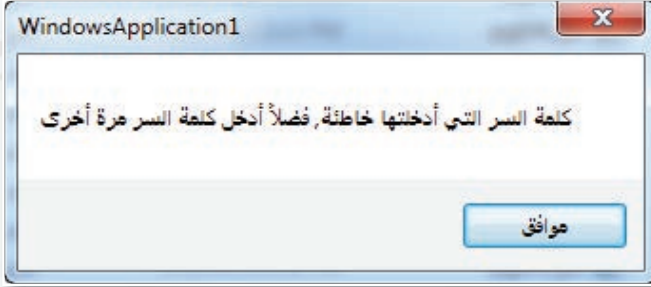 WindowsApplication1
كلمة السر التي أدخلتها خاطئة, فضلاً أدخل كلمة السر مرة أخرى
موافق